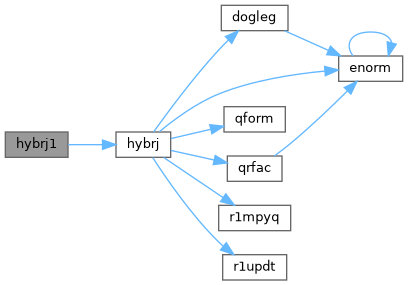 hybrj1
hybrj
dogleg
enorm
qform
qrfac
r1mpyq
r1updt